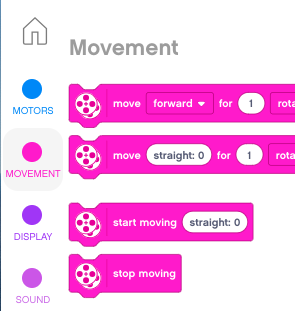 Movement
MOTORS
MOVEMENT
DISPLAY
SOUND
move forward for 1 rota
move straight: 0 for 1 rota
start moving straight: 0
stop moving